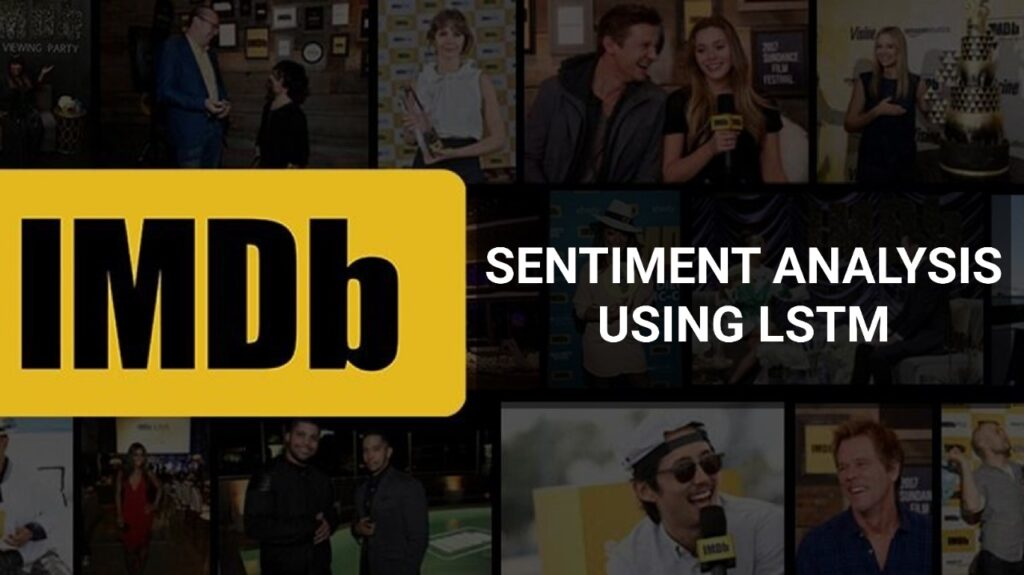 VIEWING PARTY
2017
SUNDANCE
FILM
FESTIVAL
IMDb
IMDb
IMDb
SENTIMENT ANALYSIS
USING LSTM
IMDb
2017
SUNDANCE
FILM